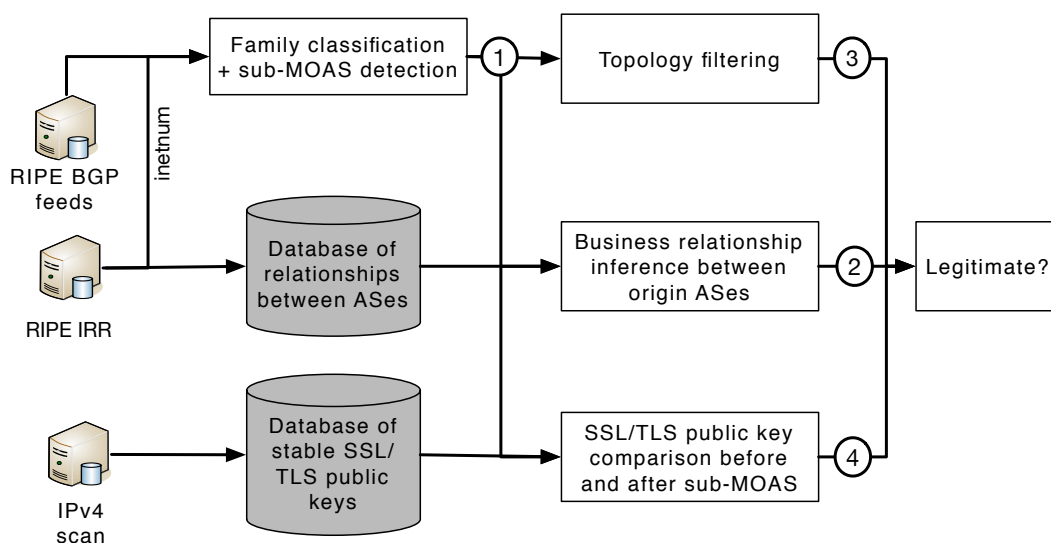 Family classification
+ sub-MOAS detection
1
Topology filtering
3
inetnum
RIPE BGP
feeds
Database of
relationships
between ASes
Business relationship
inference between
origin ASes
2
Legitimate?
RIPE IRR
Database of
stable SSL/
TLS public
keys
SSL/TLS public key
comparison before
and after sub-MOAS
4
IPv4
scan